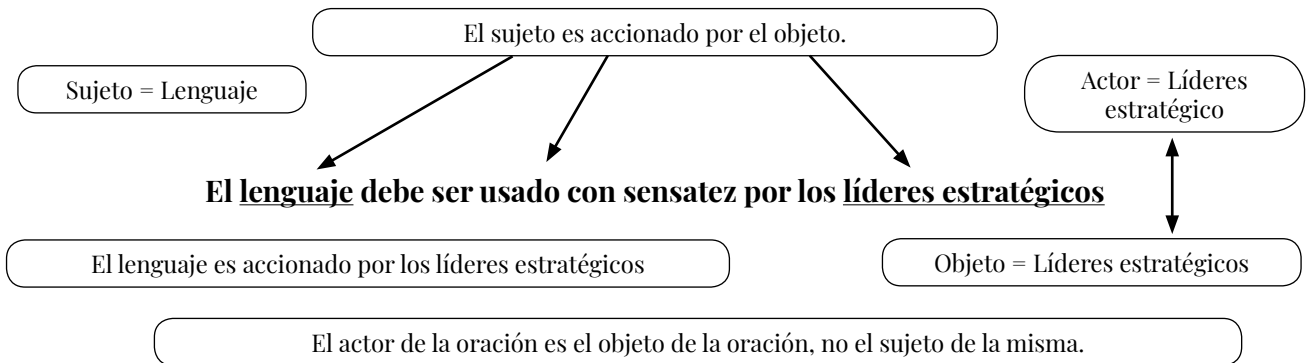 El sujeto es accionado por el objeto.
Sujeto = Lenguaje
Actor = Líderes
estratégico
El lenguaje debe ser usado con sensatez por los líderes estratégicos
El lenguaje es accionado por los líderes estratégicos
Objeto = Líderes estratégicos
El actor de la oración es el objeto de la oración, no el sujeto de la misma.